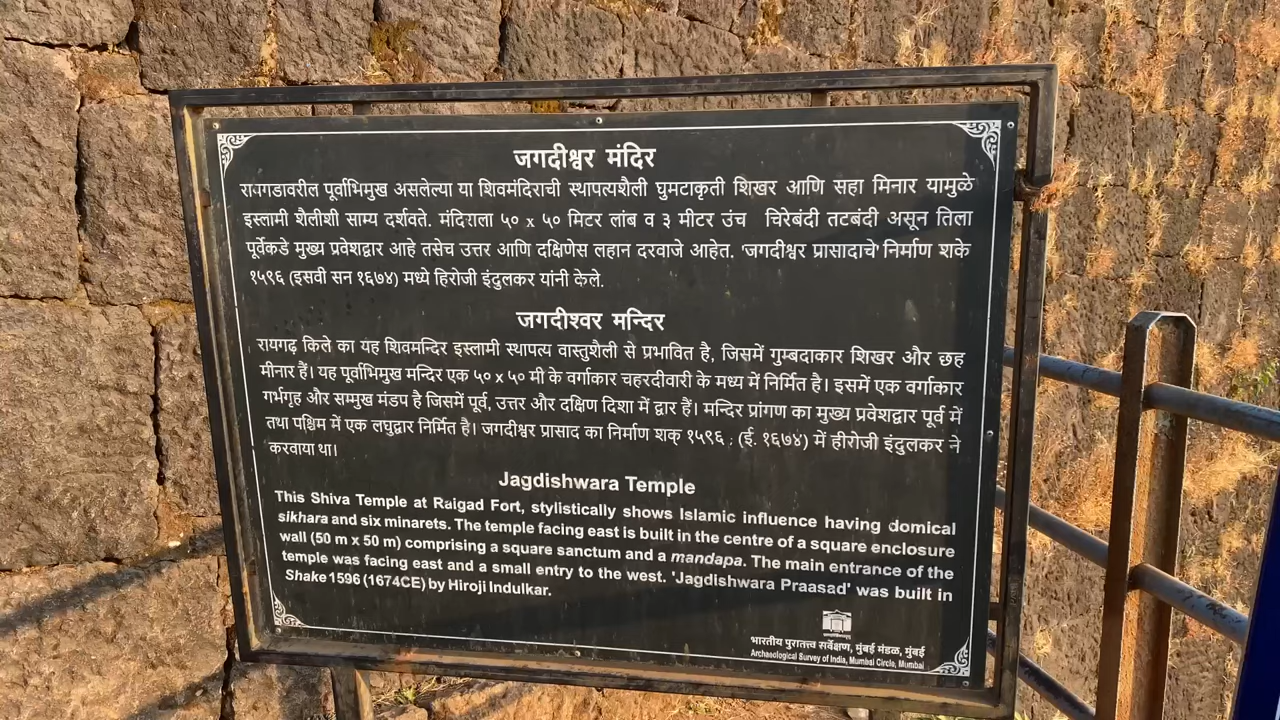 जगदीश्वर मंदिर
रायगडावरील पूर्वाभिमुख असलेल्या या शिवमंदिराची स्थापत्यशैली घुमटाकृती शिखर आणि सहा मिनार यामुळे
इस्लामी शैलीशी साम्य दर्शवते. मंदिराला ५० x ५० मिटर लांब व ३ मीटर उंच चिरेबंदी तटबंदी असून तिला
पूर्वेकडे मुख्य प्रवेशद्वार आहे तसेच उत्तर आणि दक्षिणेस लहान दरवाजे आहेत. 'जगदीश्वर प्रासादाचे' निर्माण शके
१५९६ (इसवी सन १६७४) मध्ये हिरोजी इंदुलकर यांनी केले.
जगदीश्वर मन्दिर
रायगढ़ किले का यह शिवमन्दिर इस्लामी स्थापत्य वास्तुशैली से प्रभावित है, जिसमें गुम्बदाकार शिखर और छह
मीनार हैं। यह पूर्वाभिमुख मन्दिर एक ५० x ५० मी के वर्गाकार चहरदीवारी के मध्य में निर्मित है। इसमें एक वर्गाकार
गर्भगृह और सम्मुख मंडप है जिसमें पूर्व, उत्तर और दक्षिण दिशा में द्वार हैं। मन्दिर प्रांगण का मुख्य प्रवेशद्वार पूर्व में
तथा पश्चिम में एक लघुद्वार निर्मित है। जगदीश्वर प्रासाद का निर्माण शक् १५९६ . (ई. १६७४) में हीरोजी इंदुलकर ने
करवाया था।
Jagdishwara Temple
This Shiva Temple at Raigad Fort, stylistically shows Islamic influence having domical
sikhara and six minarets. The temple facing east is built in the centre of a square enclosure
wall (50 m x 50 m) comprising a square sanctum and a mandapa. The main entrance of the
temple was facing east and a small entry to the west. 'Jagdishwara Praasad' was built in
Shake 1596 (1674CE) by Hiroji Indulkar.
भारतीय पुरातत्त्व सर्वेक्षण, मुंबई मंडळ, मुंबई
Archaeological Survey of India, Mumbai Circle, Mumbai